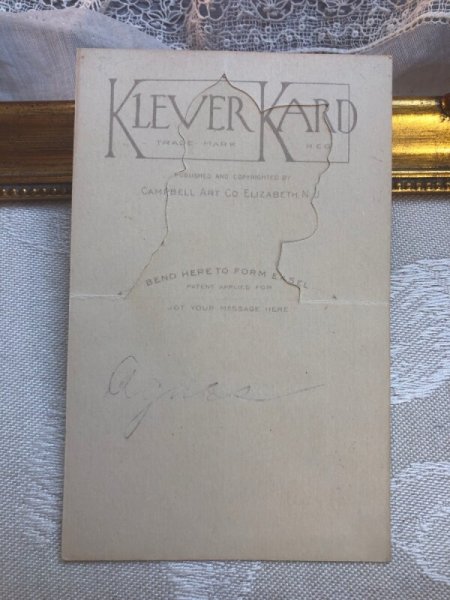 KLEVER KARD
TRADE MARK REG
PUBLISHED AND COPYRIGHTED BY
CAMPBELL ART CO. ELIZABETH, N.J
BEND HERE TO FORM EASEL
PATENT APPLIED FOR
JOT YOUR MESSAGE HERE
Agnes